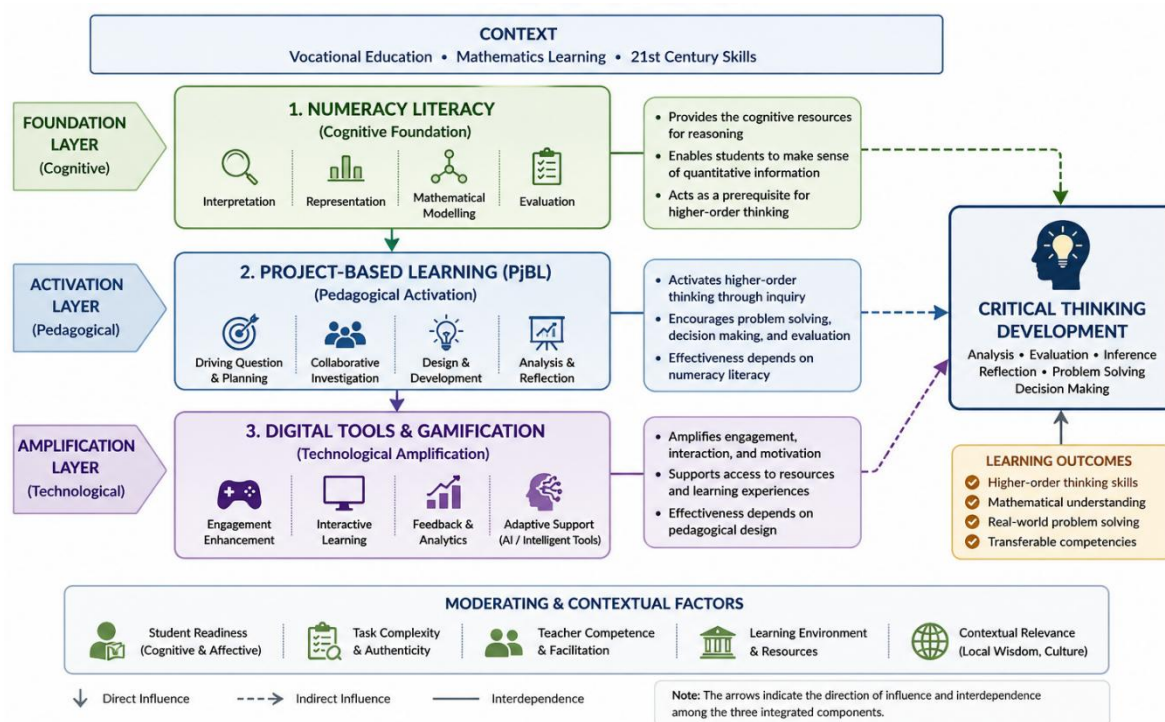 CONTEXT
Vocational Education • Mathematics Learning • 21st Century Skills
FOUNDATION
LAYER
(Cognitive)
1. NUMERACY LITERACY
(Cognitive Foundation)
Interpretation
Representation
Mathematical
Modelling
Evaluation
• Provides the cognitive resources
for reasoning
• Enables students to make sense
of quantitative information
• Acts as a prerequisite for
higher-order thinking
ACTIVATION
LAYER
(Pedagogical)
2. PROJECT-BASED LEARNING (PjBL)
(Pedagogical Activation)
Driving Question
& Planning
Collaborative
Investigation
Design &
Development
Analysis &
Reflection
• Activates higher-order
thinking through inquiry
• Encourages problem solving,
decision making, and evaluation
• Effectiveness depends on
numeracy literacy
AMPLIFICATION
LAYER
(Technological)
3. DIGITAL TOOLS & GAMIFICATION
(Technological Amplification)
Engagement
Enhancement
Interactive
Learning
Feedback &
Analytics
Adaptive Support
(AI / Intelligent Tools)
• Amplifies engagement,
interaction, and motivation
• Supports access to resources
and learning experiences
• Effectiveness depends on
pedagogical design
CRITICAL THINKING
DEVELOPMENT
Analysis • Evaluation • Inference
Reflection • Problem Solving
Decision Making
LEARNING OUTCOMES
Higher-order thinking skills
Mathematical understanding
Real-world problem solving
Transferable competencies
MODERATING & CONTEXTUAL FACTORS
Student Readiness
(Cognitive & Affective)
Task Complexity
& Authenticity
Teacher Competence
& Facilitation
Learning Environment
& Resources
Contextual Relevance
(Local Wisdom, Culture)
Direct Influence
Indirect Influence
Interdependence
Note: The arrows indicate the direction of influence and interdependence
among the three integrated components.